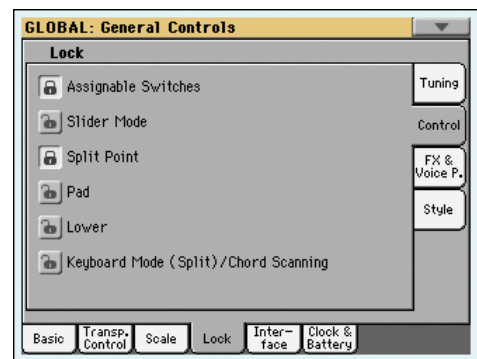 GLOBAL: General Controls
Lock
Assignable Switches
Slider Mode
Split Point
Pad
Lower
Keyboard Mode (Split)/Chord Scanning
Tuning
Control
FX &
Voice P.
Style
Basic
Transp.
Control
Scale
Lock
Inter-
face
Clock &
Battery